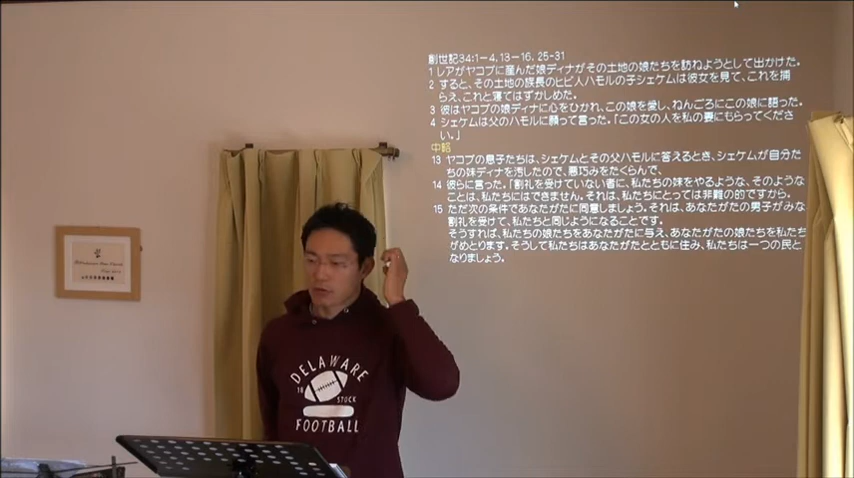 創世記34:1-4, 13-16, 25-31
1 レアがヤコブに産んだ娘ディナがその土地の娘たちを訪ねようとして出かけた。
2 すると、その土地の族長のヒビ人ハモルの子シェケムは彼女を見て、これを捕
らえ、これと寝てはずかしめた。
3 彼はヤコブの娘ディナに心をひかれ、この娘を愛し、ねんごろにこの娘に語った。
4 シェケムは父のハモルに願って言った。「この女の人を私の妻にもらってくださ
い。」
中略
13 ヤコブの息子たちは、シェケムとその父ハモルに答えるとき、シェケムが自分た
ちの妹ディナを汚したので、悪巧みをたくらんで、
14 彼らに言った。「割礼を受けていない者に、私たちの妹をやるような、そのような
ことは、私たちにはできません。それは、私たちにとっては非難の的ですから。
15 ただ次の条件であなたがたに同意しましょう。それは、あなたがたの男子がみな
割礼を受けて、私たちと同じようになることです。
そうすれば、私たちの娘たちをあなたがたに与え、あなたがたの娘たちを私たち
がめとります。そうして私たちはあなたがたとともに住み、私たちは一つの民と
なりましょう。
DELAWARE
STUCK
FOOTBALL